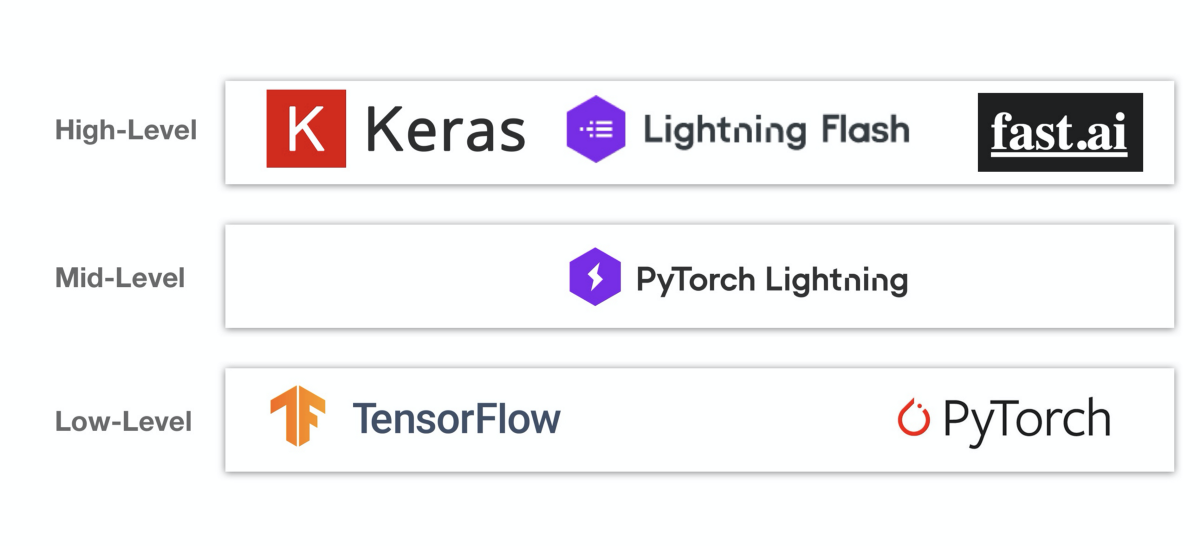 High-Level
K Keras Lightning Flash fast.ai
Mid-Level
PyTorch Lightning
Low-Level
TensorFlow PyTorch